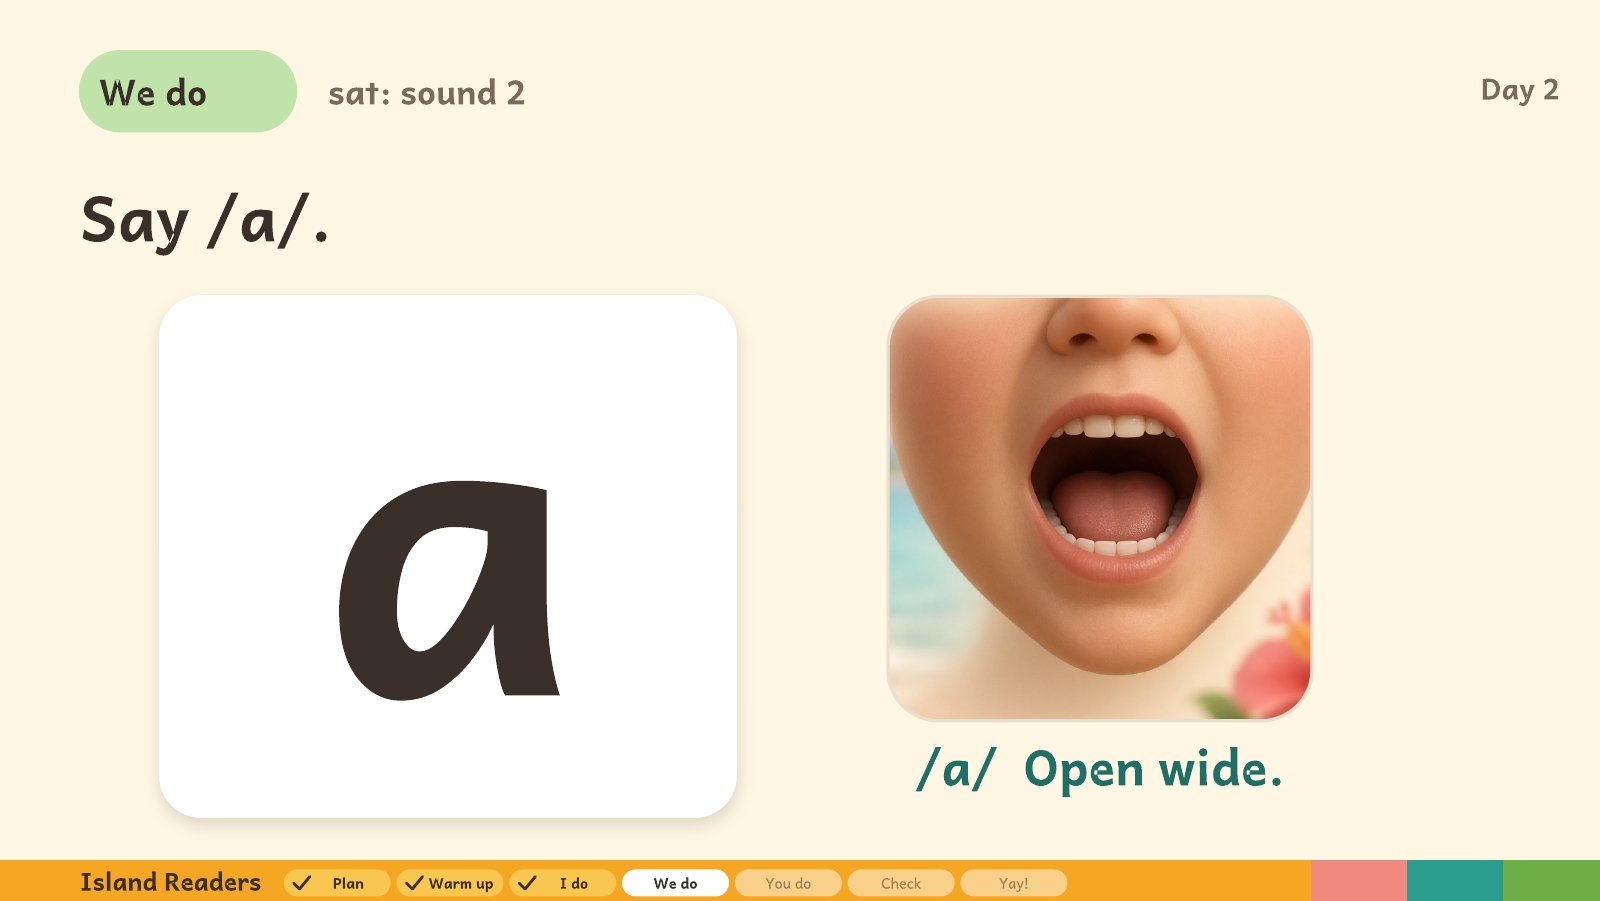 We do
sat: sound 2
Day 2
Say /a/.
a
/a/ Open wide.
Island Readers
Plan
Warm up
I do
We do
You do
Check
Yay!